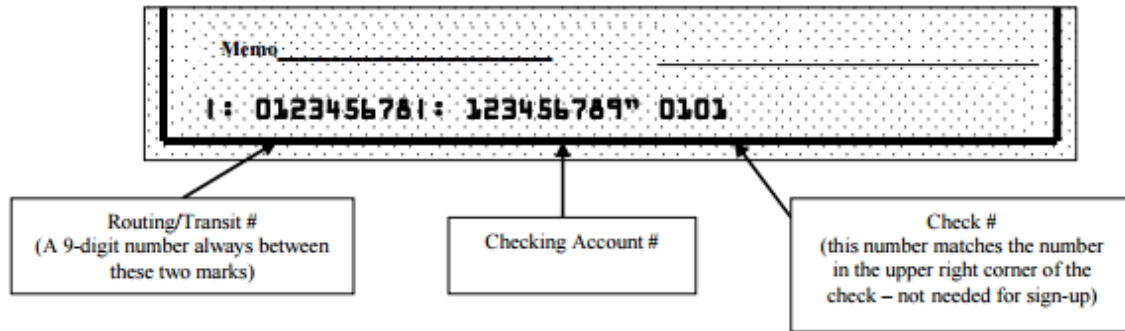 Memo
|: 012345678|: 123456789" 0101
Routing/Transit #
(A 9-digit number always between
these two marks)
Checking Account #
Check #
(this number matches the number
in the upper right corner of the
check – not needed for sign-up)